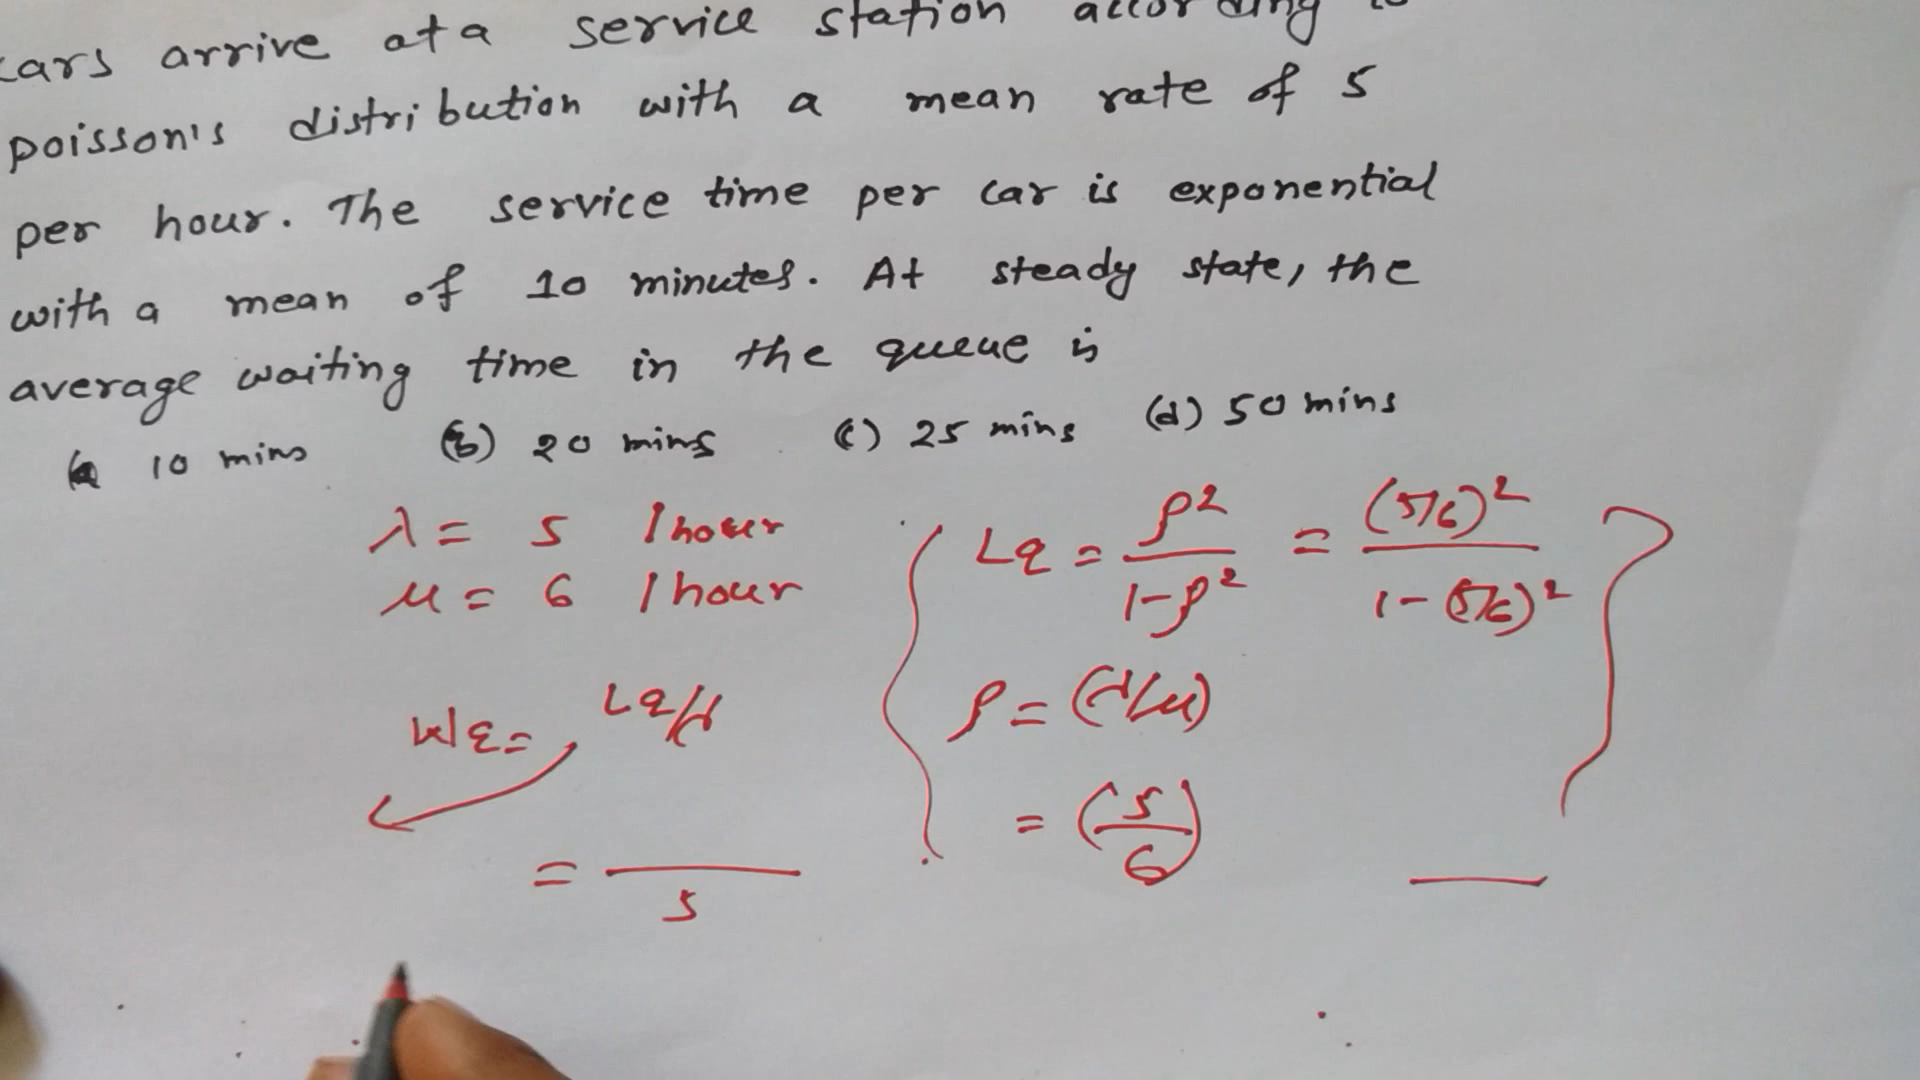 cars arrive at a service station according to
poisson's distribution with a mean rate of 5
per hour. The service time per car is exponential
with a mean of 10 minutes. At steady state, the
average waiting time in the queue is
10 mins (b) 20 mins (c) 25 mins (d) 50 mins
λ = 5 /hour
μ = 6 /hour
Wq = Lq/λ
= ― 5
Lq = ρ² / 1-ρ² = (5/6)² / 1-(5/6)²
ρ = (λ/μ)
= (5/6)